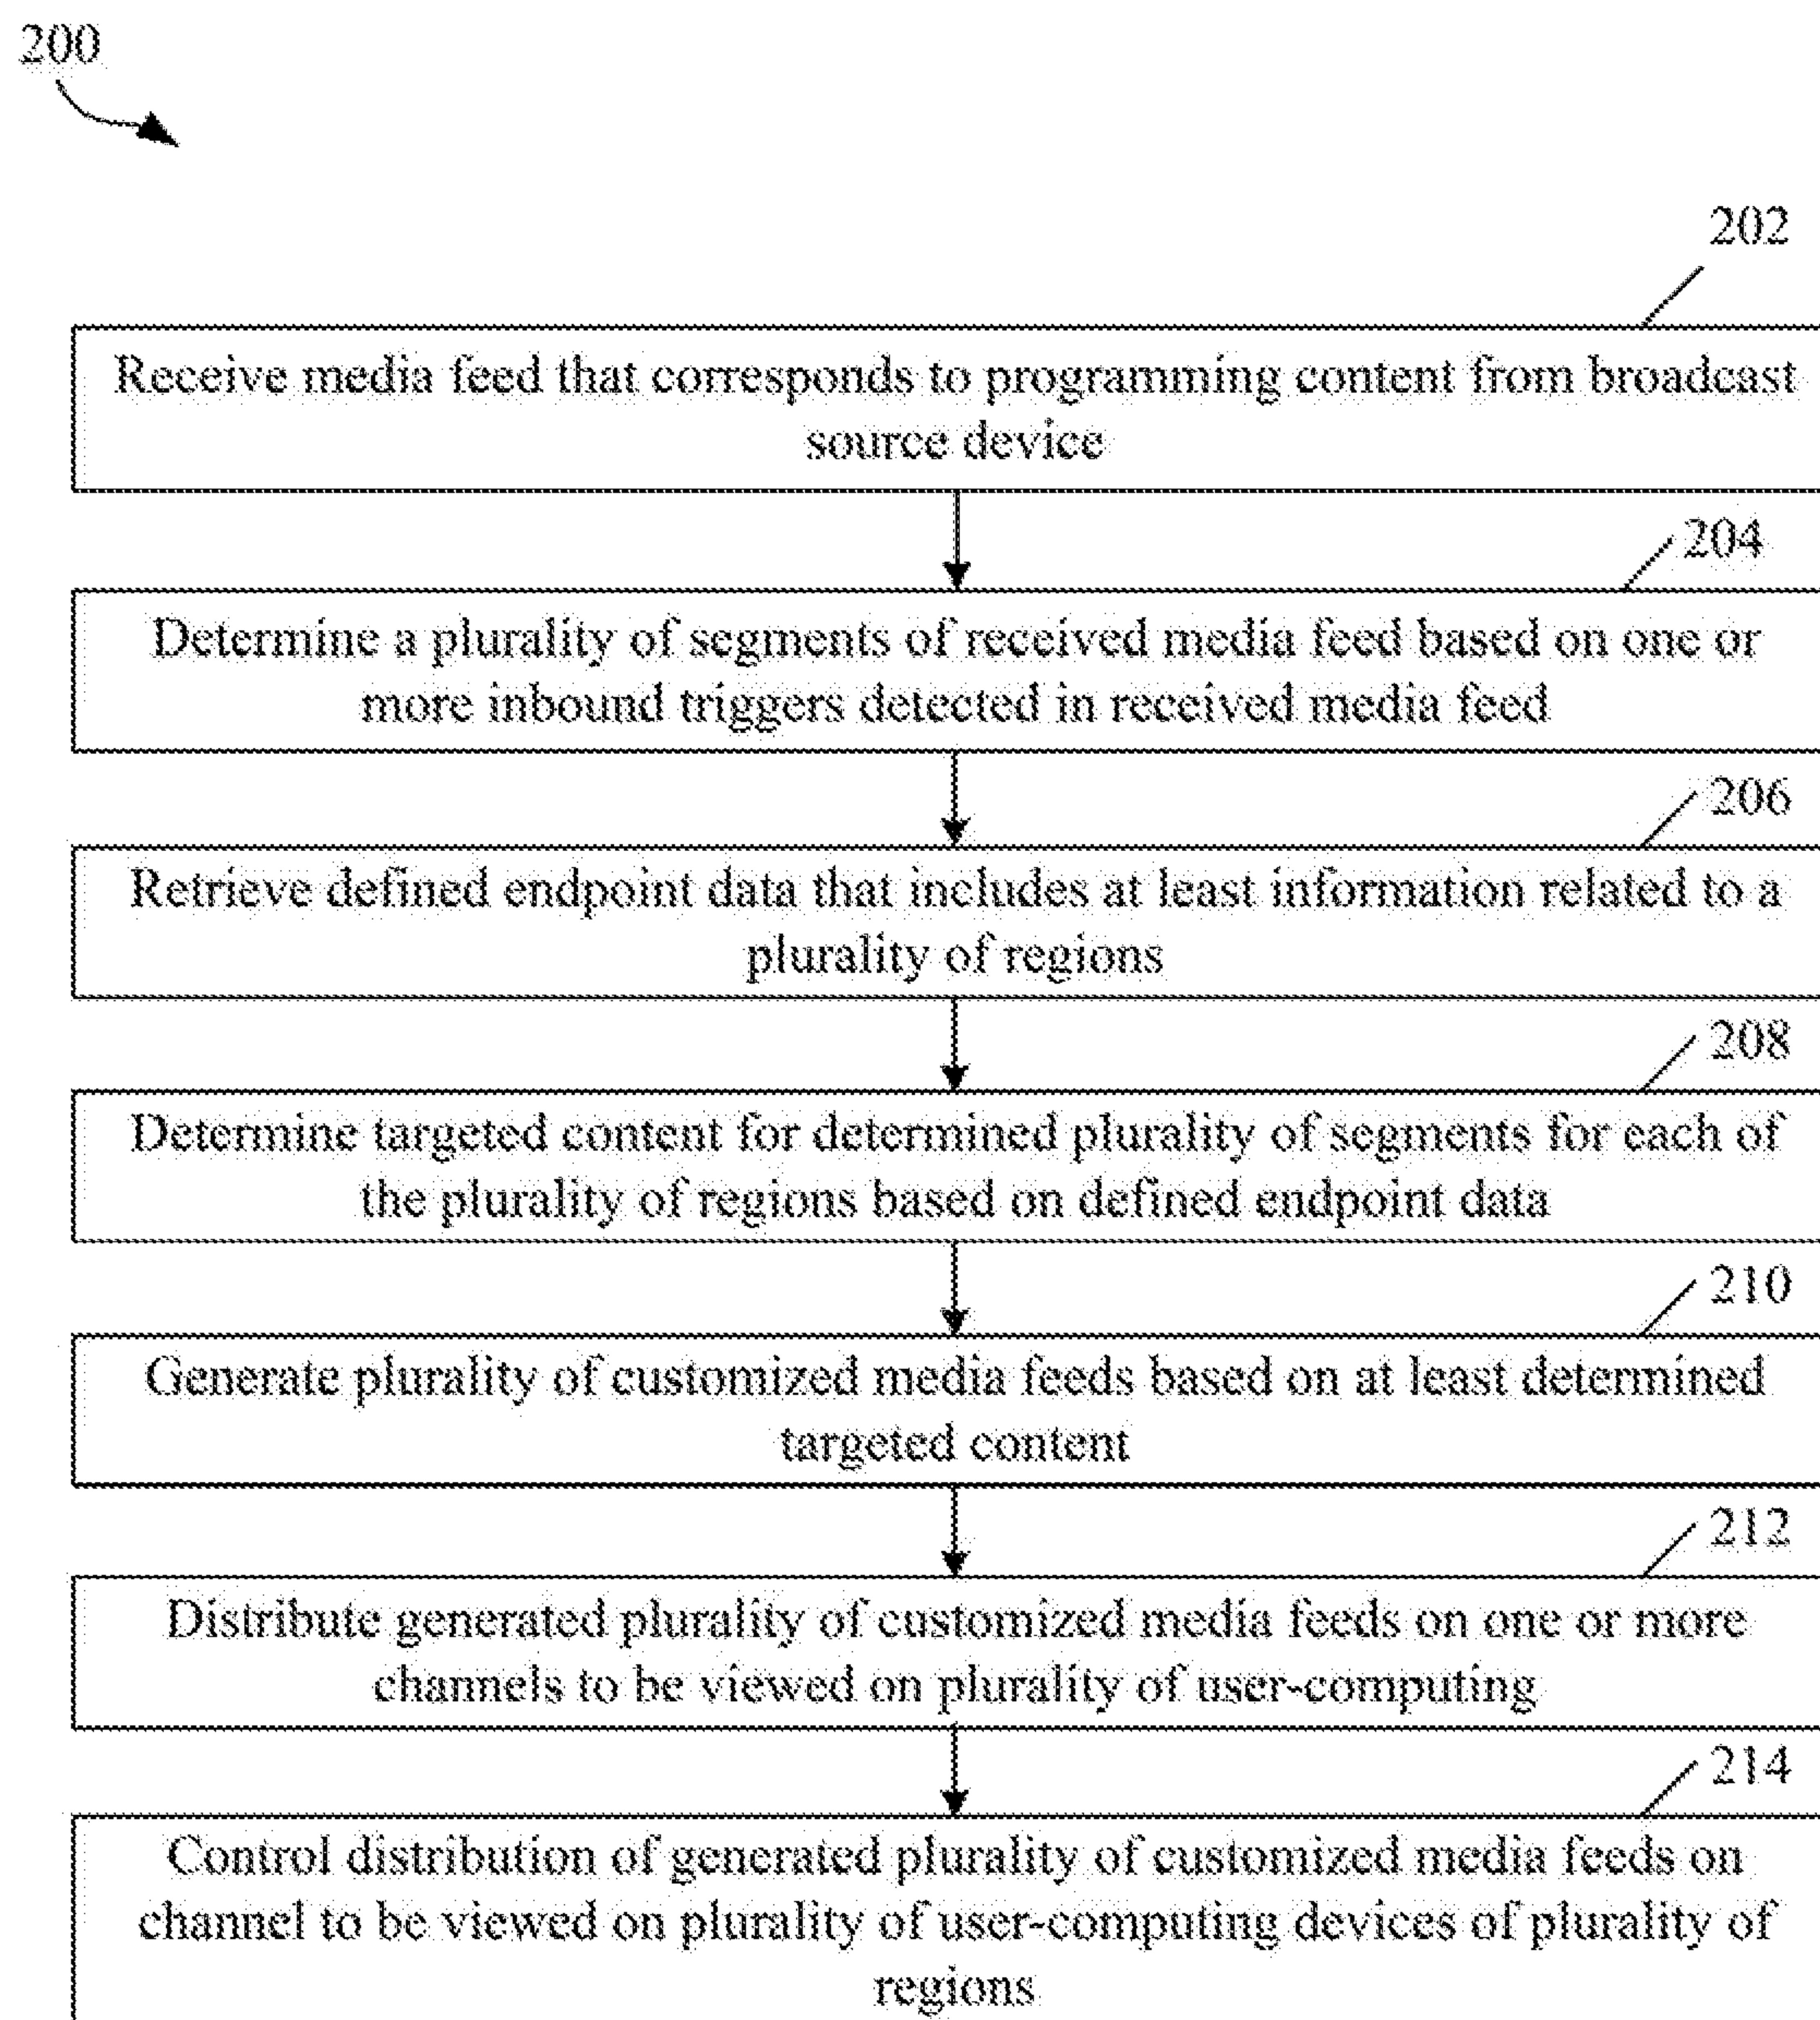 200
202
Receive media feed that corresponds to programming content from broadcast
source device
204
Determine a plurality of segments of received media feed based on one or
more inbound triggers detected in received media feed
206
Retrieve defined endpoint data that includes at least information related to a
plurality of regions
208
Determine targeted content for determined plurality of segments for each of
the plurality of regions based on defined endpoint data
210
Generate plurality of customized media feeds based on at least determined
targeted content
212
Distribute generated plurality of customized media feeds on one or more
channels to be viewed on plurality of user-computing
214
Control distribution of generated plurality of customized media feeds on
channel to be viewed on plurality of user-computing devices of plurality of
regions